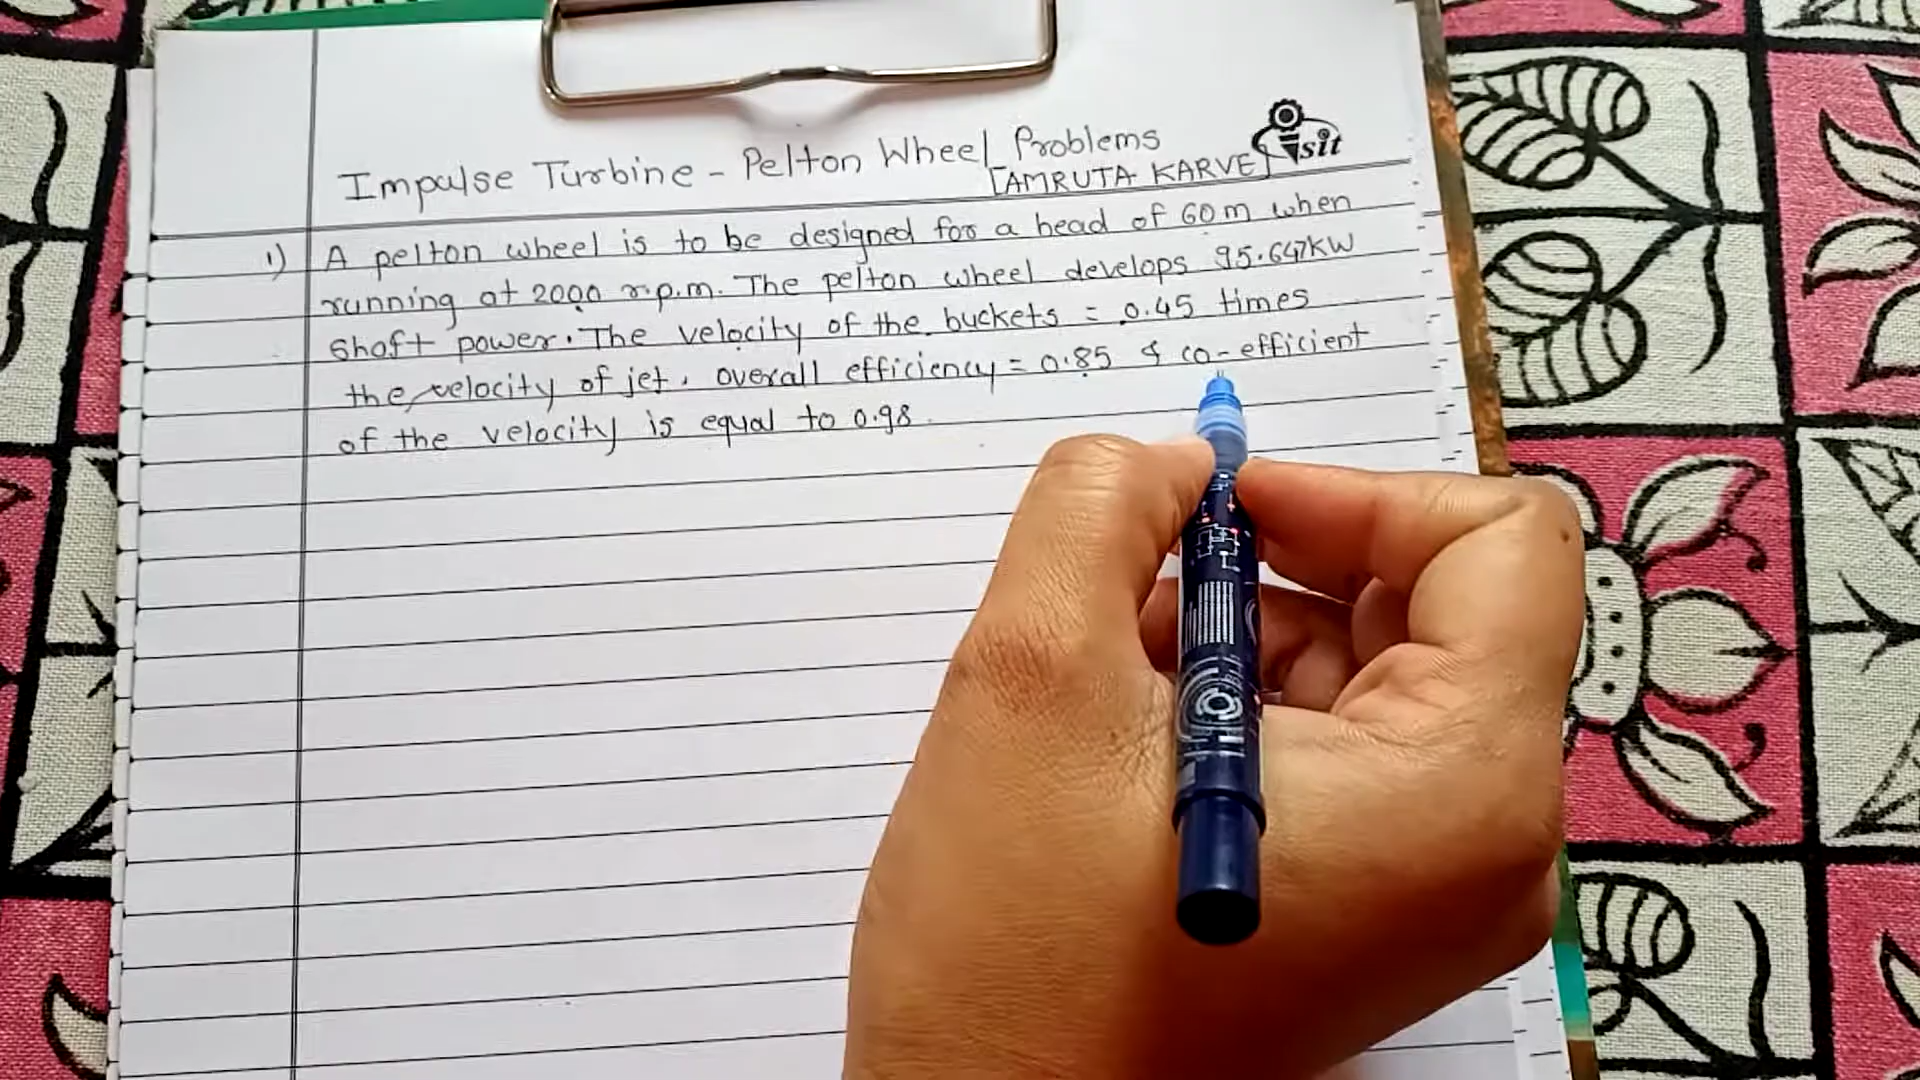 Impulse Turbine - Pelton Wheel Problems
[AMRUTA KARVE]
sit
1) A pelton wheel is to be designed for a head of 60m when
running at 2000 r.p.m. The pelton wheel develops 95.647KW
shaft power. The velocity of the buckets = 0.45 times
the velocity of jet, overall efficiency = 0.85 & co-efficient
of the velocity is equal to 0.98.